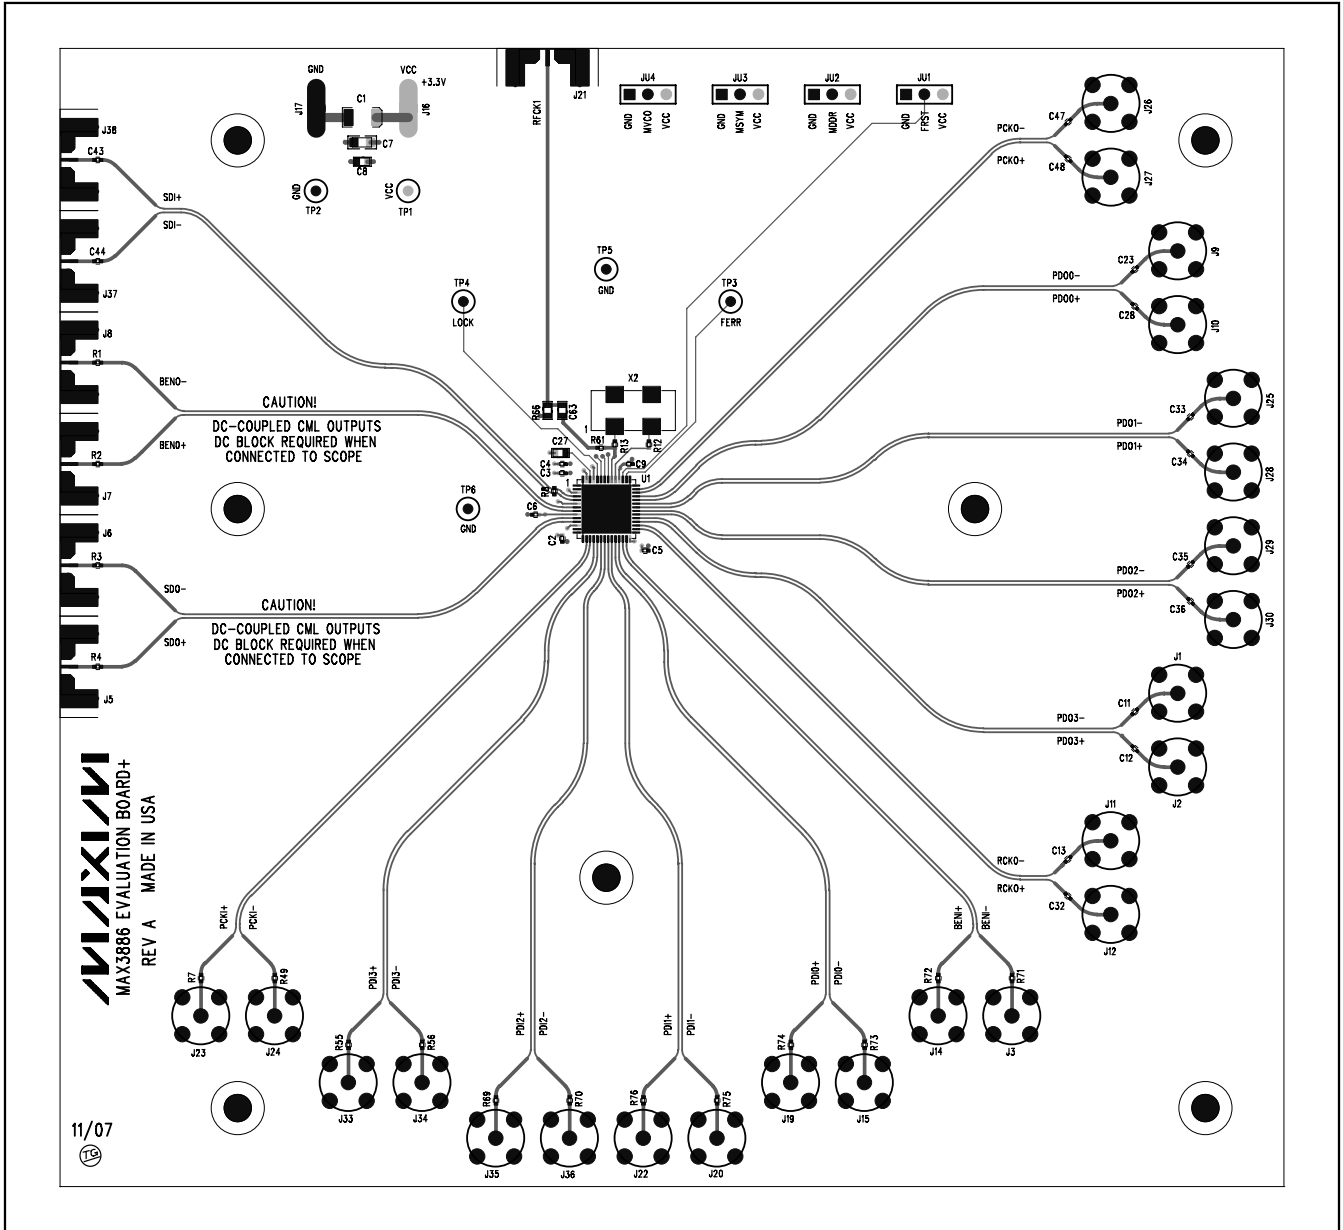 GND
VCC
+3.3V
J17
C1
J16
C7
C8
GND
TP2
VCC
TP1
J21
RFCK1
JU4
GND
MVCO
VCC
JU3
GND
MSYM
VCC
JU2
GND
MDDR
VCC
JU1
GND
FRST
VCC
J38
C43
SDI+
SDI-
C44
J37
J8
R1
BENO-
BENO+
R2
J7
CAUTION!
DC-COUPLED CML OUTPUTS
DC BLOCK REQUIRED WHEN
CONNECTED TO SCOPE
J6
R3
SDO-
SDO+
R4
J5
CAUTION!
DC-COUPLED CML OUTPUTS
DC BLOCK REQUIRED WHEN
CONNECTED TO SCOPE
TP4
LOCK
TP5
GND
TP3
FERR
TP6
GND
X2
1
R66
C63
R61
R13
R12
C27
C4
C3
C9
U1
1
R8
C6
C2
C5
PCKO-
PCKO+
C47
C48
J26
J27
PDO0-
PDO0+
C23
C28
J9
J10
PDO1-
PDO1+
C33
C34
J25
J28
PDO2-
PDO2+
C35
C36
J29
J30
PDO3-
PDO3+
C11
C12
J1
J2
RCKO-
RCKO+
C13
C32
J11
J12
MAXIM
MAX3886 EVALUATION BOARD+
REV A MADE IN USA
PCKI+
PCKI-
R7
R49
J23
J24
PDI3+
PDI3-
R55
R56
J33
J34
PDI2+
PDI2-
R69
R70
J35
J36
PDI1+
PDI1-
R76
R75
J22
J20
PDI0+
PDI0-
R74
R73
J19
J15
BENI+
BENI-
R72
R71
J14
J3
11/07
TG